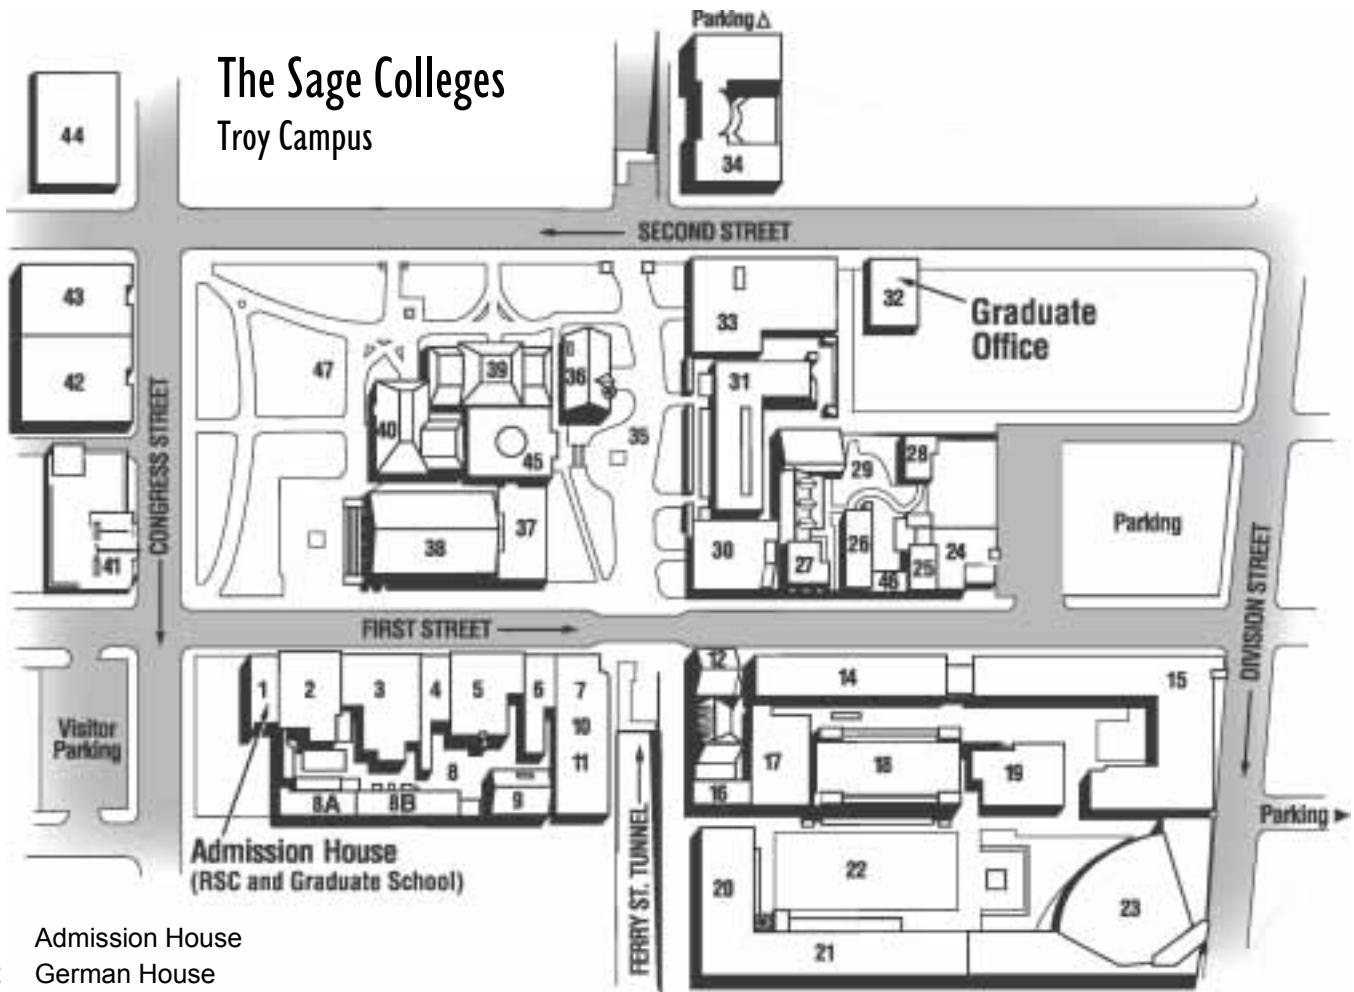 Parking △
The Sage Colleges
Troy Campus
44
34
SECOND STREET
43
33
32
Graduate
Office
47
39
36
31
42
40
35
45
29
28
CONGRESS STREET
37
Parking
38
30
26
24
41
27
25
46
DIVISION STREET
FIRST STREET
1
2
3
4
5
6
7
12
14
15
Visitor
Parking
10
8
11
17
18
19
8A
8B
9
16
Parking ▶
Admission House
(RSC and Graduate School)
FERRY ST. TUNNEL
20
22
23
21
Admission House
German House